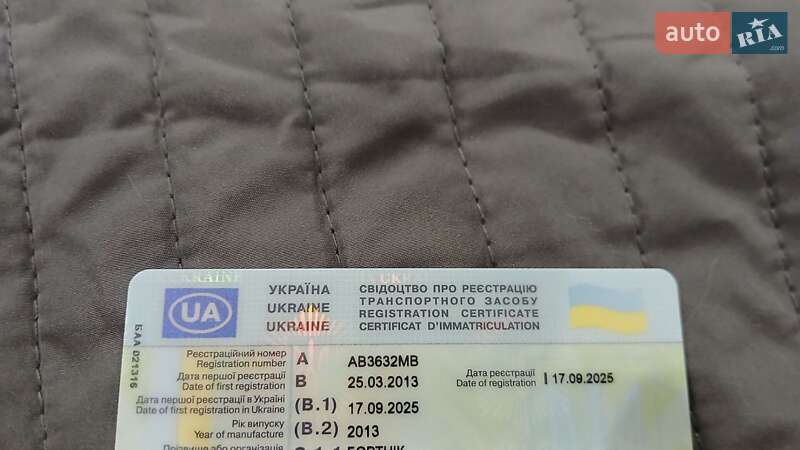 auto RIA .com
UKRAINE
УКРАЇНА СВІДОЦТВО ПРО РЕЄСТРАЦІЮ
UKRAINE ТРАНСПОРТНОГО ЗАСОБУ
UA REGISTRATION CERTIFICATE
UKRAINE CERTIFICAT D'IMMATRICULATION
БАА 021316
Реєстраційний номер
Registration number A AB3632MB
Дата першої реєстрації
Date of first registration B 25.03.2013
Дата реєстрації
Date of registration I 17.09.2025
Дата першої реєстрації в Україні
Date of first registration in Ukraine (B.1) 17.09.2025
Рік випуску
Year of manufacture (B.2) 2013